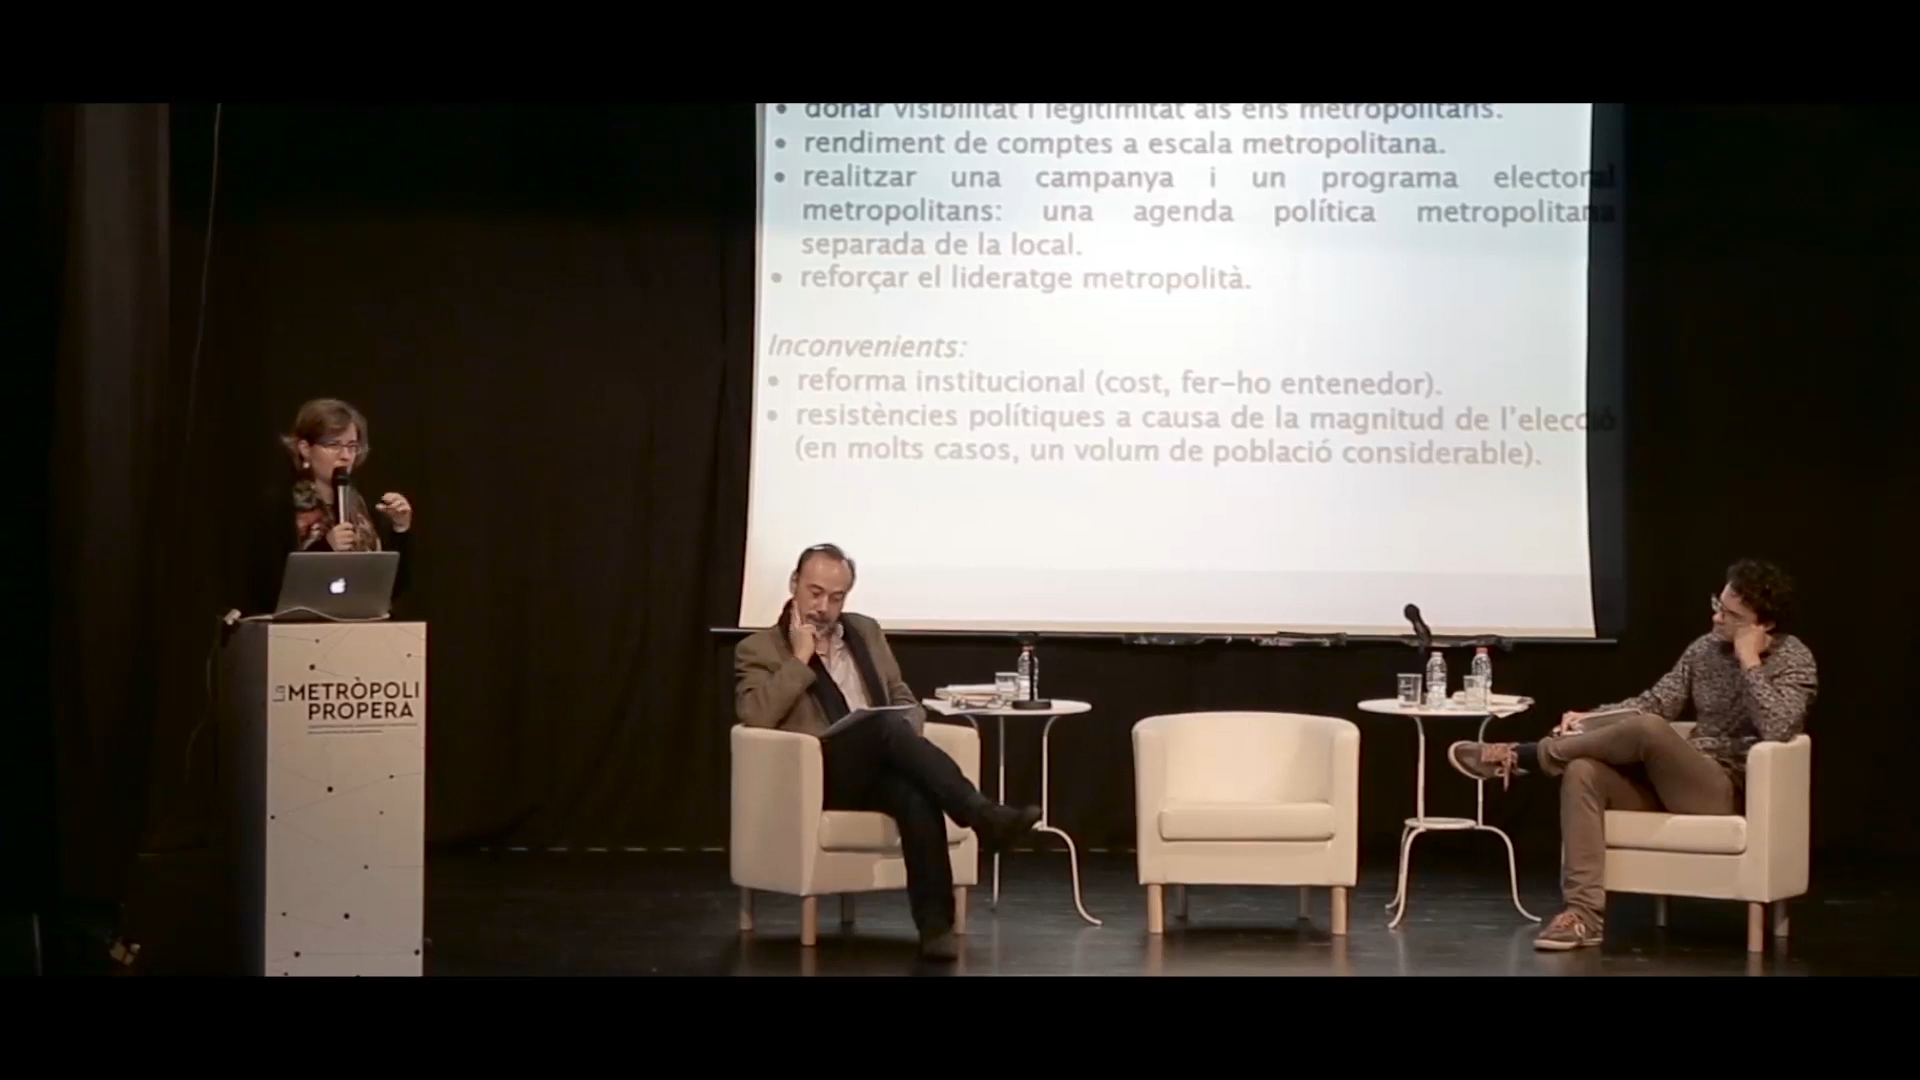 • donar visibilitat i legitimitat als ens metropolitans.
• rendiment de comptes a escala metropolitana.
• realitzar una campanya i un programa electoral
metropolitans: una agenda política metropolitana
separada de la local.
• reforçar el lideratge metropolità.
Inconvenients:
• reforma institucional (cost, fer-ho entenedor).
• resistències polítiques a causa de la magnitud de l'elecció
(en molts casos, un volum de població considerable).
LA METRÒPOLI
PROPERA